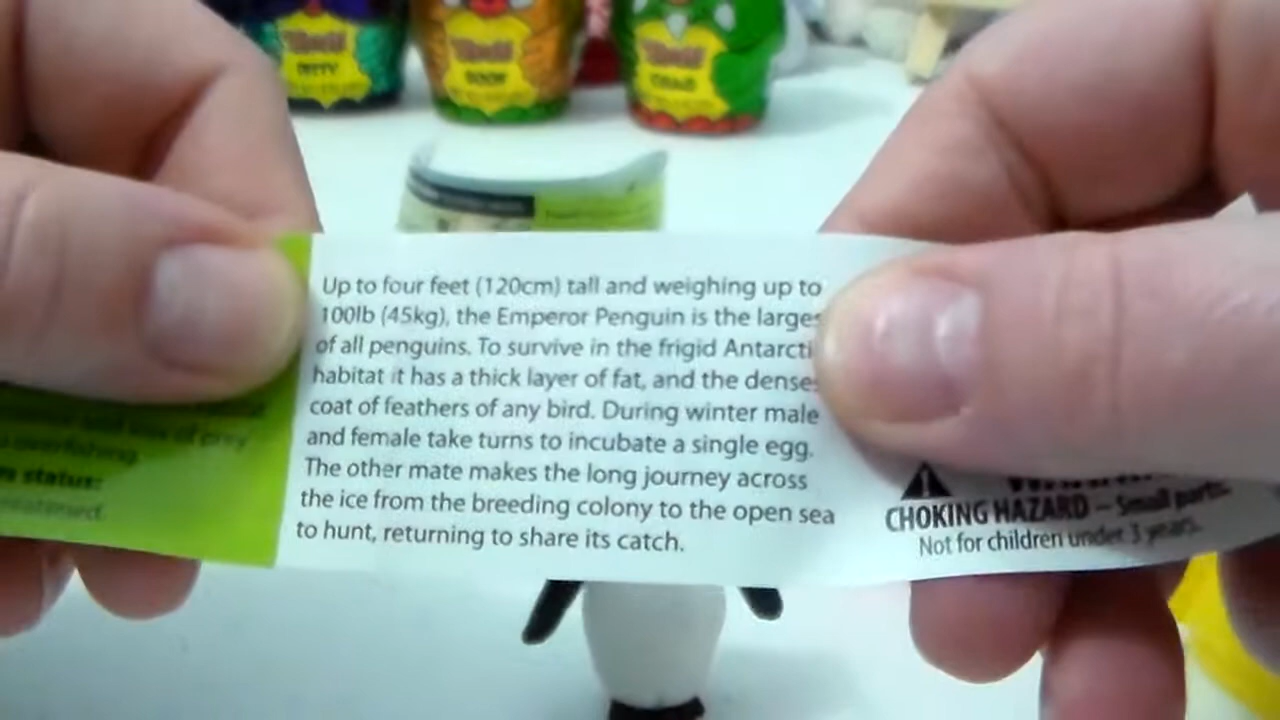 Up to four feet (120cm) tall and weighing up to
100lb (45kg), the Emperor Penguin is the larges
of all penguins. To survive in the frigid Antarcti
habitat it has a thick layer of fat, and the dense
coat of feathers of any bird. During winter male
and female take turns to incubate a single egg.
The other mate makes the long journey across
the ice from the breeding colony to the open sea
to hunt, returning to share its catch.
CHOKING HAZARD – Small parts.
Not for children under 3 years.
status: